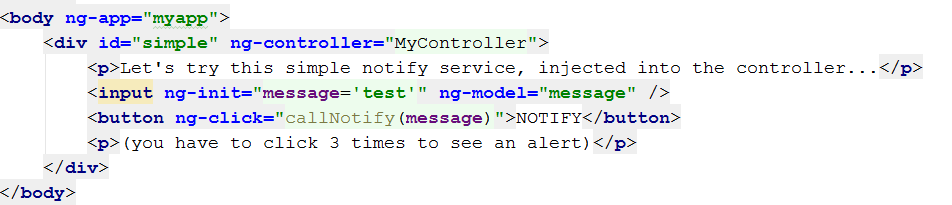 <body ng-app="myapp">
<div id="simple" ng-controller="MyController">
<p>Let's try this simple notify service, injected into the controller...</p>
<input ng-init="message='test'" ng-model="message" />
<button ng-click="callNotify(message)">NOTIFY</button>
<p>(you have to click 3 times to see an alert)</p>
</div>
</body>